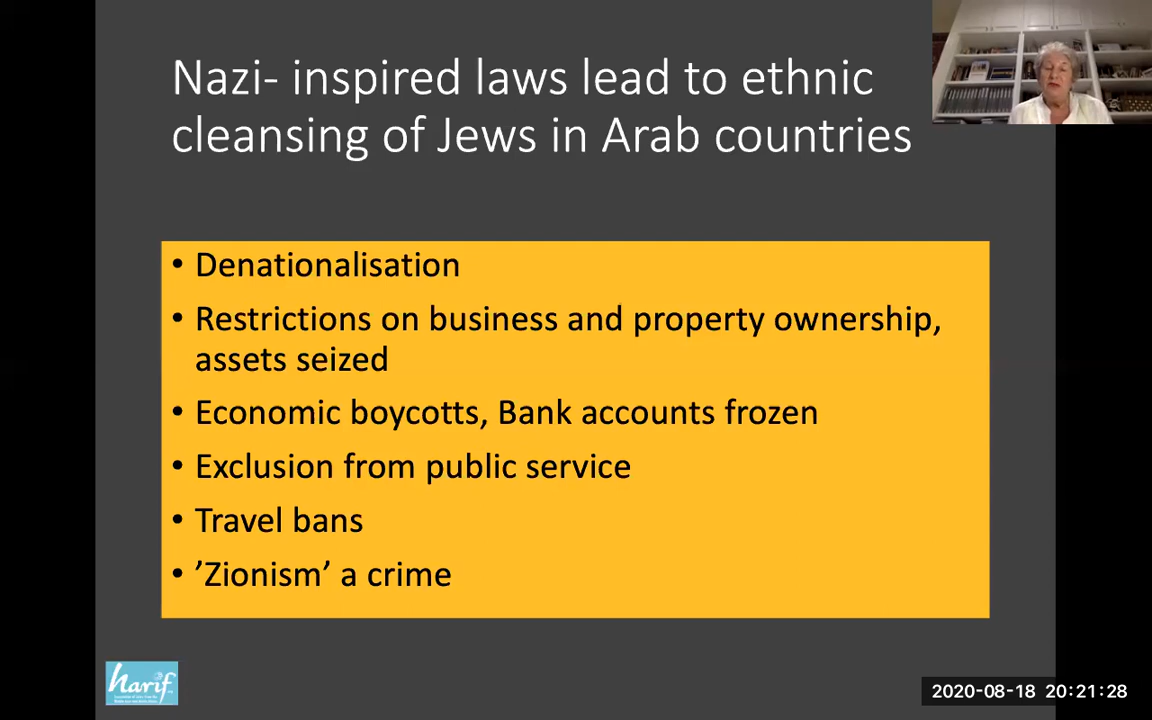 Nazi- inspired laws lead to ethnic
cleansing of Jews in Arab countries
• Denationalisation
• Restrictions on business and property ownership,
assets seized
• Economic boycotts, Bank accounts frozen
• Exclusion from public service
• Travel bans
• ’Zionism’ a crime
harif
2020-08-18 20:21:28